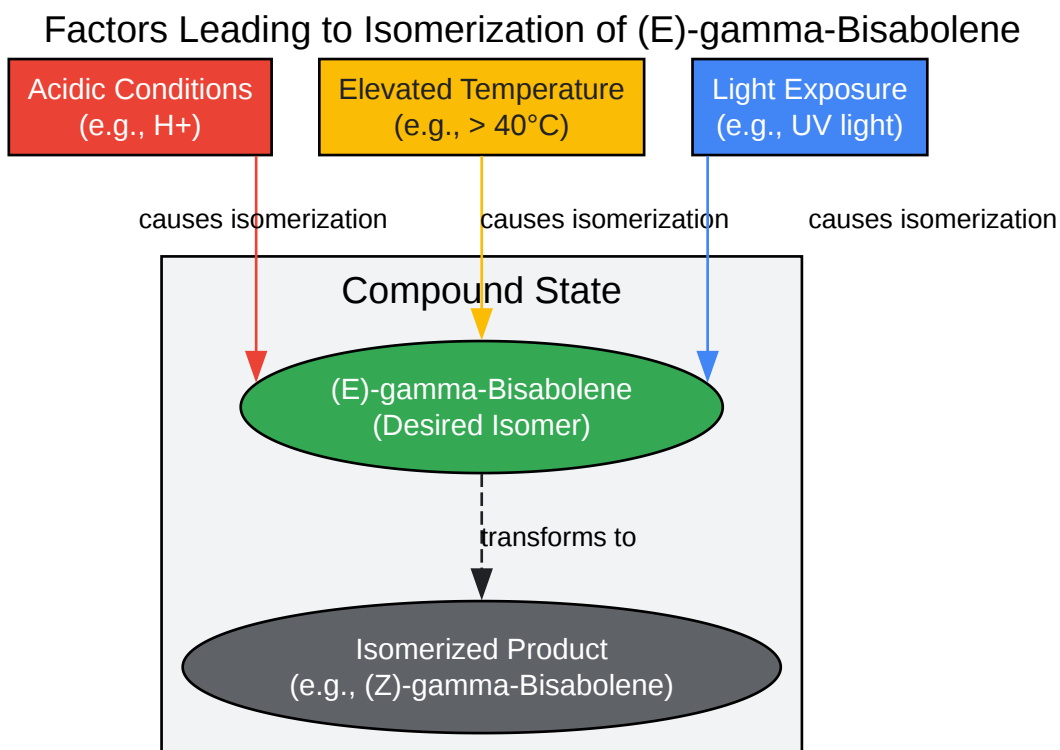 Factors Leading to Isomerization of (E)-gamma-Bisabolene
Acidic Conditions
(e.g., H+)
Elevated Temperature
(e.g., > 40°C)
Light Exposure
(e.g., UV light)
causes isomerization
causes isomerization
causes isomerization
Compound State
(E)-gamma-Bisabolene
(Desired Isomer)
transforms to
Isomerized Product
(e.g., (Z)-gamma-Bisabolene)